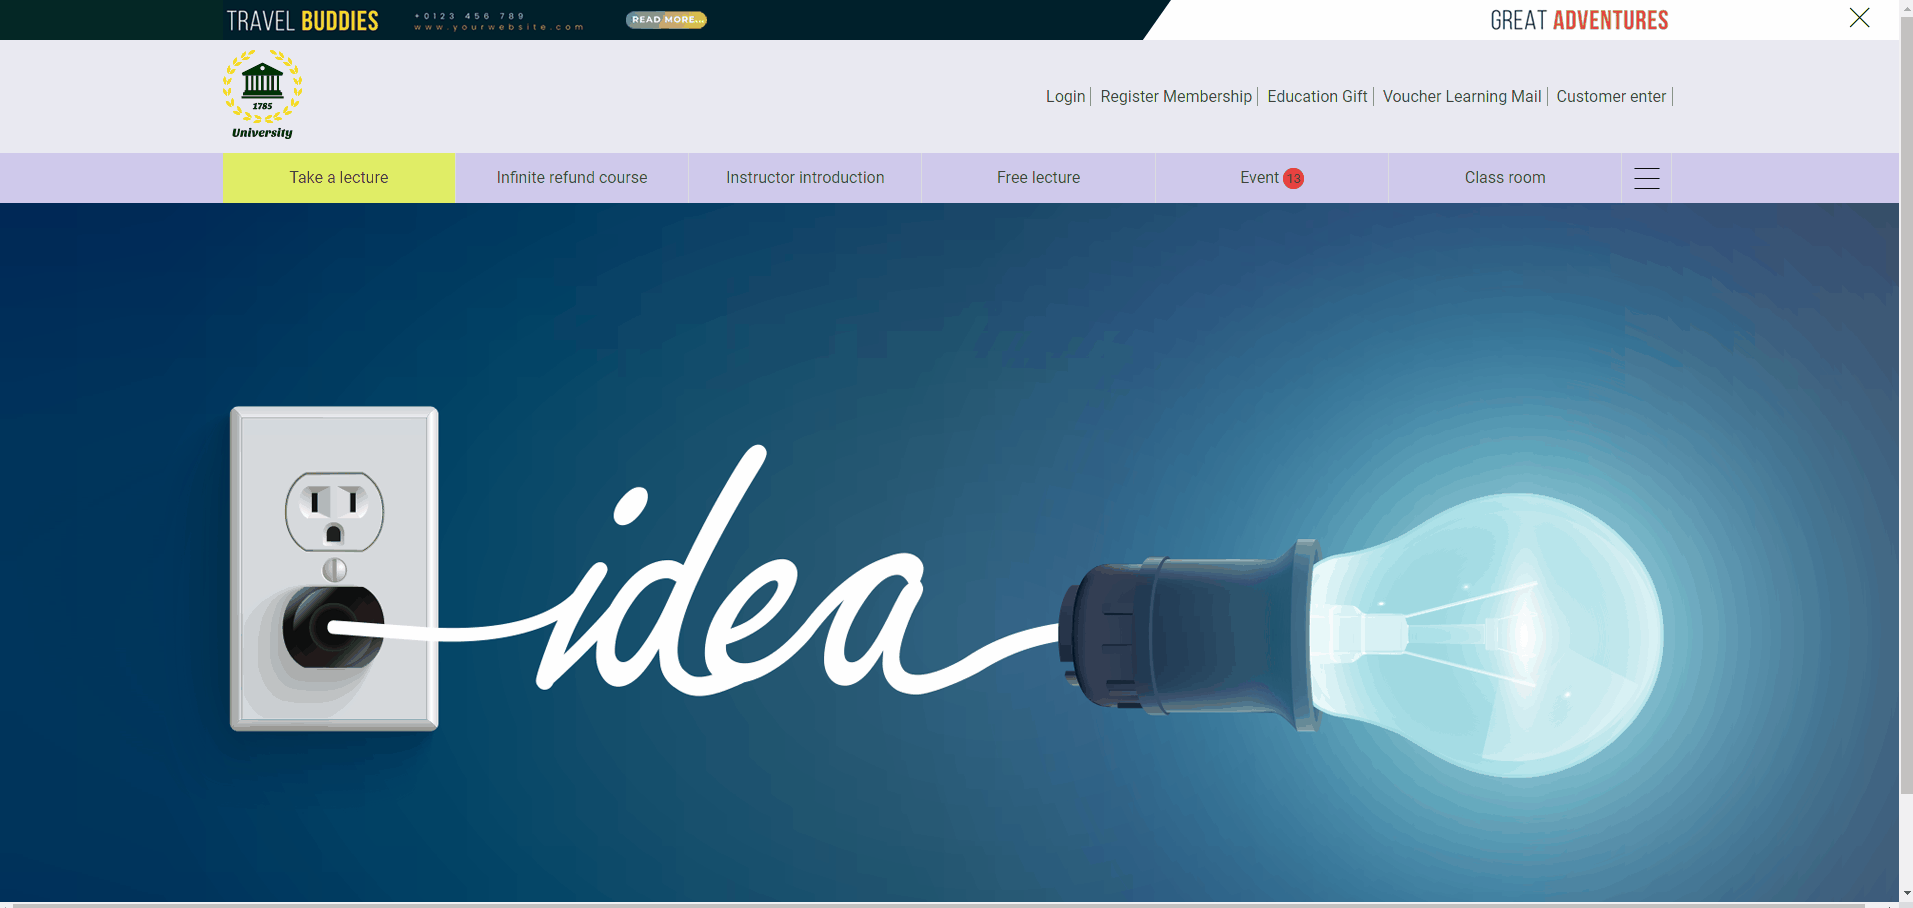 TRAVEL BUDDIES
+0123 456 789
www.yourwebsite.com
READ MORE...
GREAT ADVENTURES
1785
University
Login
Register Membership
Education Gift
Voucher Learning Mail
Customer enter
Take a lecture
Infinite refund course
Instructor introduction
Free lecture
Event 13
Class room
idea